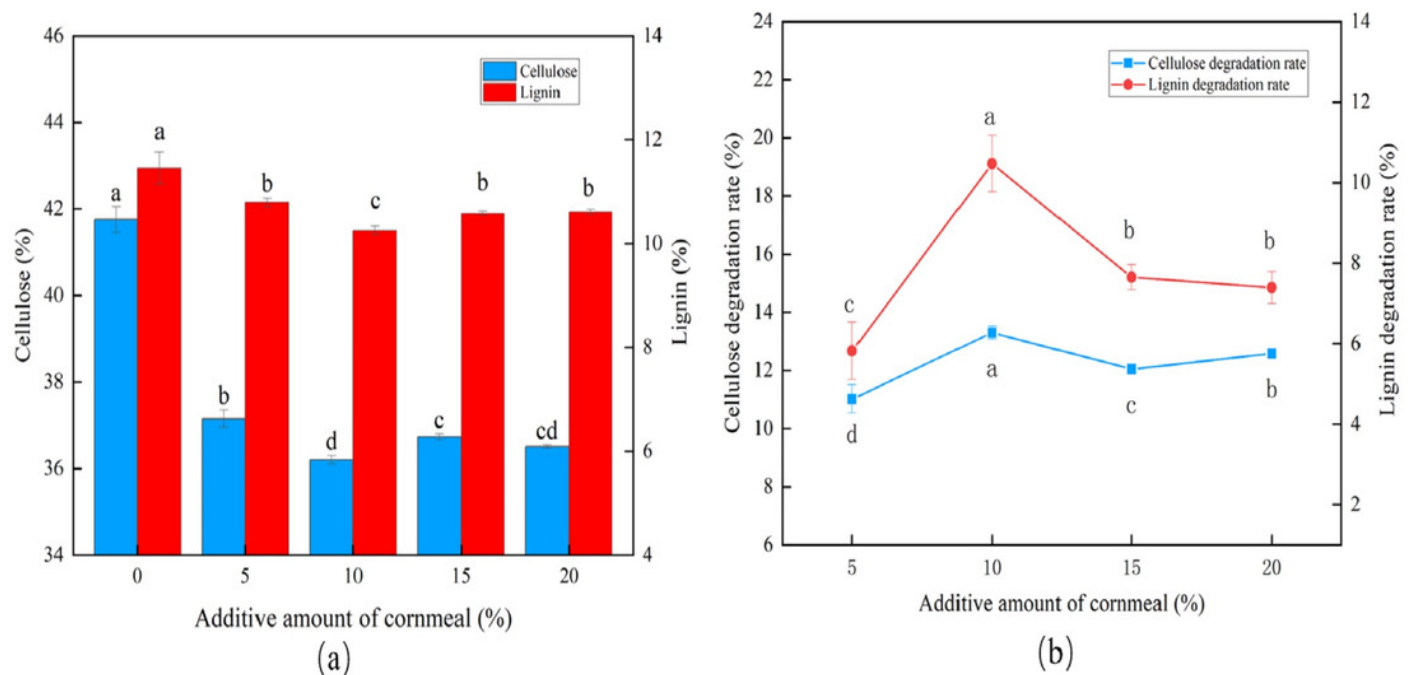 46
44
42
40
38
36
34
Cellulose (%)
14
12
10
8
6
4
Lignin (%)
Cellulose
Lignin
a
a
b
b
d
c
c
b
cd
b
0 5 10 15 20
Additive amount of cornmeal (%)
(a)
24
22
20
18
16
14
12
10
8
6
Cellulose degradation rate (%)
14
12
10
8
6
4
2
Lignin degradation rate (%)
Cellulose degradation rate
Lignin degradation rate
c
a
b
b
d
a
c
b
5 10 15 20
Additive amount of cornmeal (%)
(b)